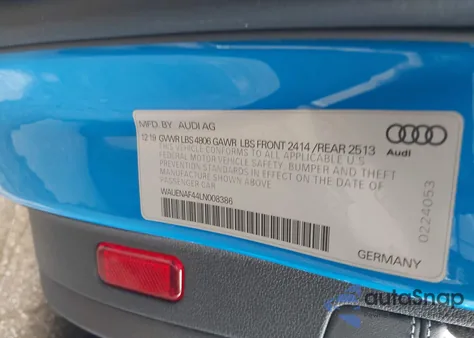 MFD. BY AUDI AG
12 19 GVWR LBS 4806 GAWR LBS FRONT 2414 /REAR 2513
THIS VEHICLE CONFORMS TO ALL APPLICABLE U.S
FEDERAL MOTOR VEHICLE SAFETY, BUMPER AND THEFT
PREVENTION STANDARDS IN EFFECT ON THE DATE OF
MANUFACTURE SHOWN ABOVE.
PASSENGER CAR
WAUENAF44LN008386
Audi
0224053
GERMANY
autoSnap